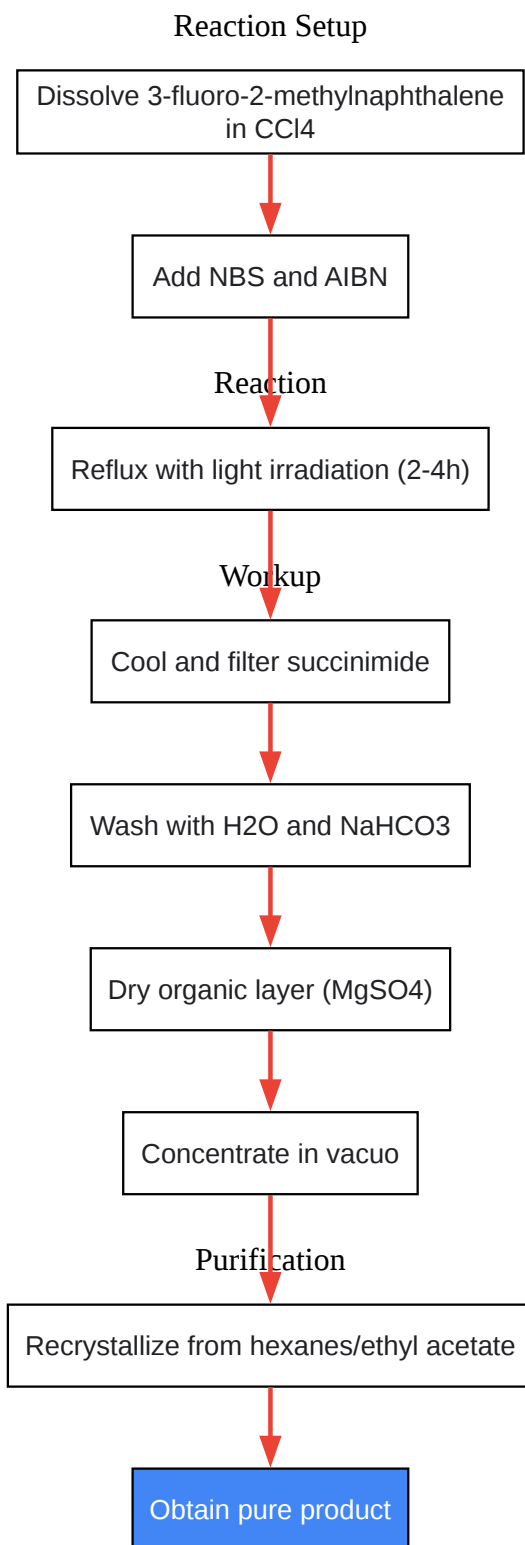 Reaction Setup
Dissolve 3-fluoro-2-methylnaphthalene
in CCl4
Add NBS and AIBN
Reaction
Reflux with light irradiation (2-4h)
Workup
Cool and filter succinimide
Wash with H2O and NaHCO3
Dry organic layer (MgSO4)
Concentrate in vacuo
Purification
Recrystallize from hexanes/ethyl acetate
Obtain pure product